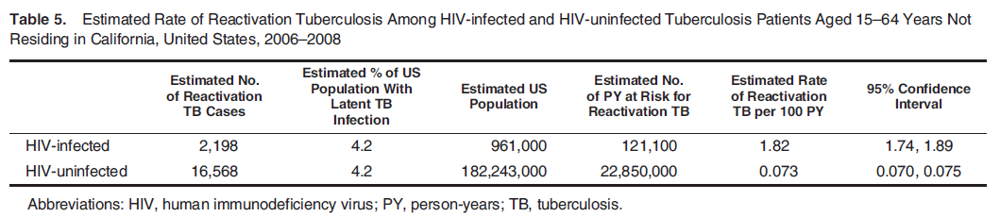 Table 5. Estimated Rate of Reactivation Tuberculosis Among HIV-infected and HIV-uninfected Tuberculosis Patients Aged 15–64 Years Not
Residing in California, United States, 2006–2008
Estimated No. of Reactivation TB Cases
Estimated % of US Population With Latent TB Infection
Estimated US Population
Estimated No. of PY at Risk for Reactivation TB
Estimated Rate of Reactivation TB per 100 PY
95% Confidence Interval
HIV-infected 2,198 4.2 961,000 121,100 1.82 1.74, 1.89
HIV-uninfected 16,568 4.2 182,243,000 22,850,000 0.073 0.070, 0.075
Abbreviations: HIV, human immunodeficiency virus; PY, person-years; TB, tuberculosis.